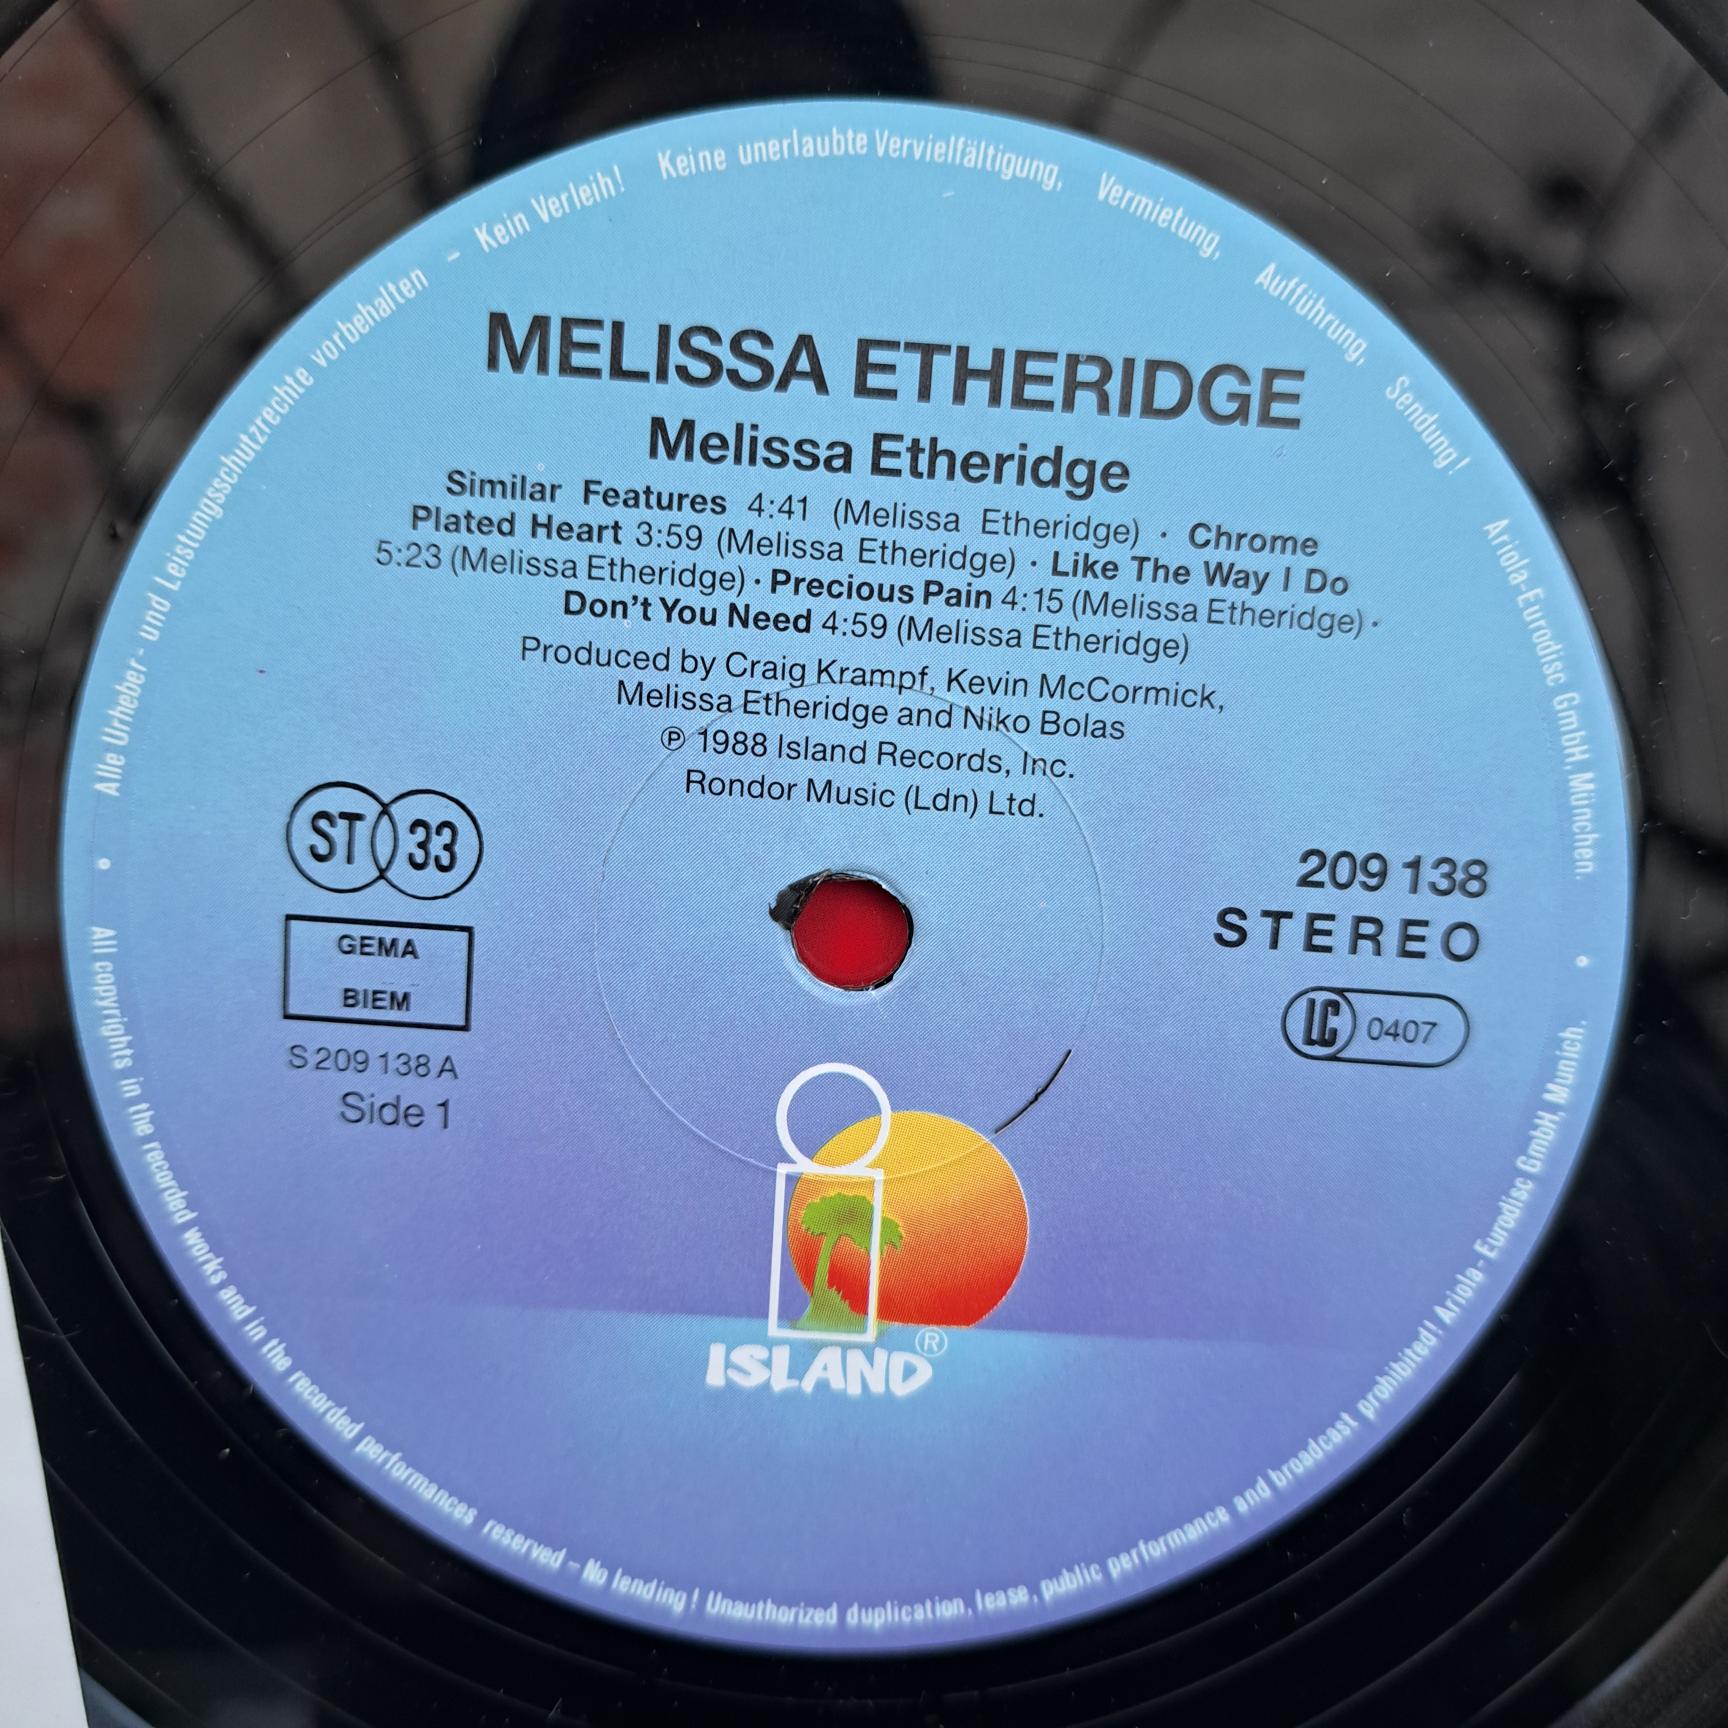 Alle Urheber- und Leistungsschutzrechte vorbehalten – Kein Verleih! Keine unerlaubte Vervielfältigung, Vermietung, Aufführung, Sendung! Ariola-Eurodisc GmbH, München.
MELISSA ETHERIDGE
Melissa Etheridge
Similar Features 4:41 (Melissa Etheridge) · Chrome
Plated Heart 3:59 (Melissa Etheridge) · Like The Way I Do
5:23 (Melissa Etheridge) · Precious Pain 4:15 (Melissa Etheridge) ·
Don't You Need 4:59 (Melissa Etheridge)
Produced by Craig Krampf, Kevin McCormick,
Melissa Etheridge and Niko Bolas
℗ 1988 Island Records, Inc.
Rondor Music (Ldn) Ltd.
ST 33
GEMA
BIEM
S 209 138 A
Side 1
209 138
STEREO
LC 0407
ISLAND ®
All copyrights in the recorded works and in the recorded performances reserved – No lending! Unauthorized duplication, lease, public performance and broadcast prohibited! Ariola-Eurodisc GmbH, Munich.